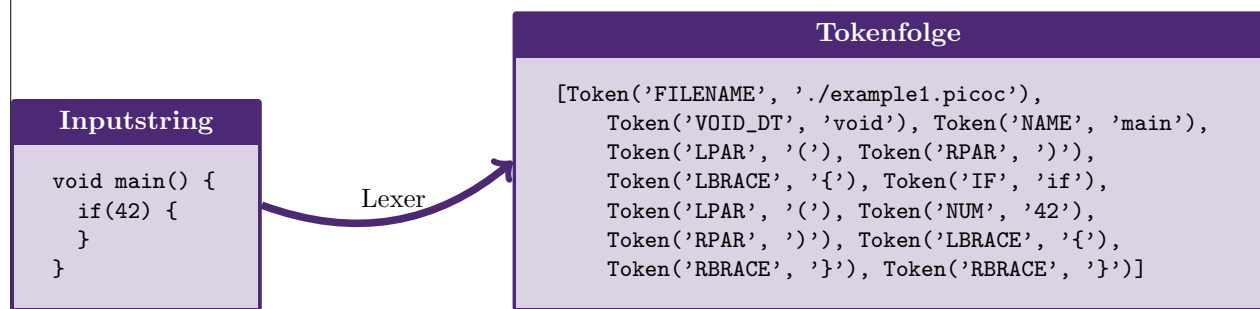 Inputstring
void main() {
  if(42) {
  }
}
Lexer
Tokenfolge
[Token('FILENAME', './example1.picoc'),
    Token('VOID_DT', 'void'), Token('NAME', 'main'),
    Token('LPAR', '('), Token('RPAR', ')'),
    Token('LBRACE', '{'), Token('IF', 'if'),
    Token('LPAR', '('), Token('NUM', '42'),
    Token('RPAR', ')'), Token('LBRACE', '{'),
    Token('RBRACE', '}'), Token('RBRACE', '}')]